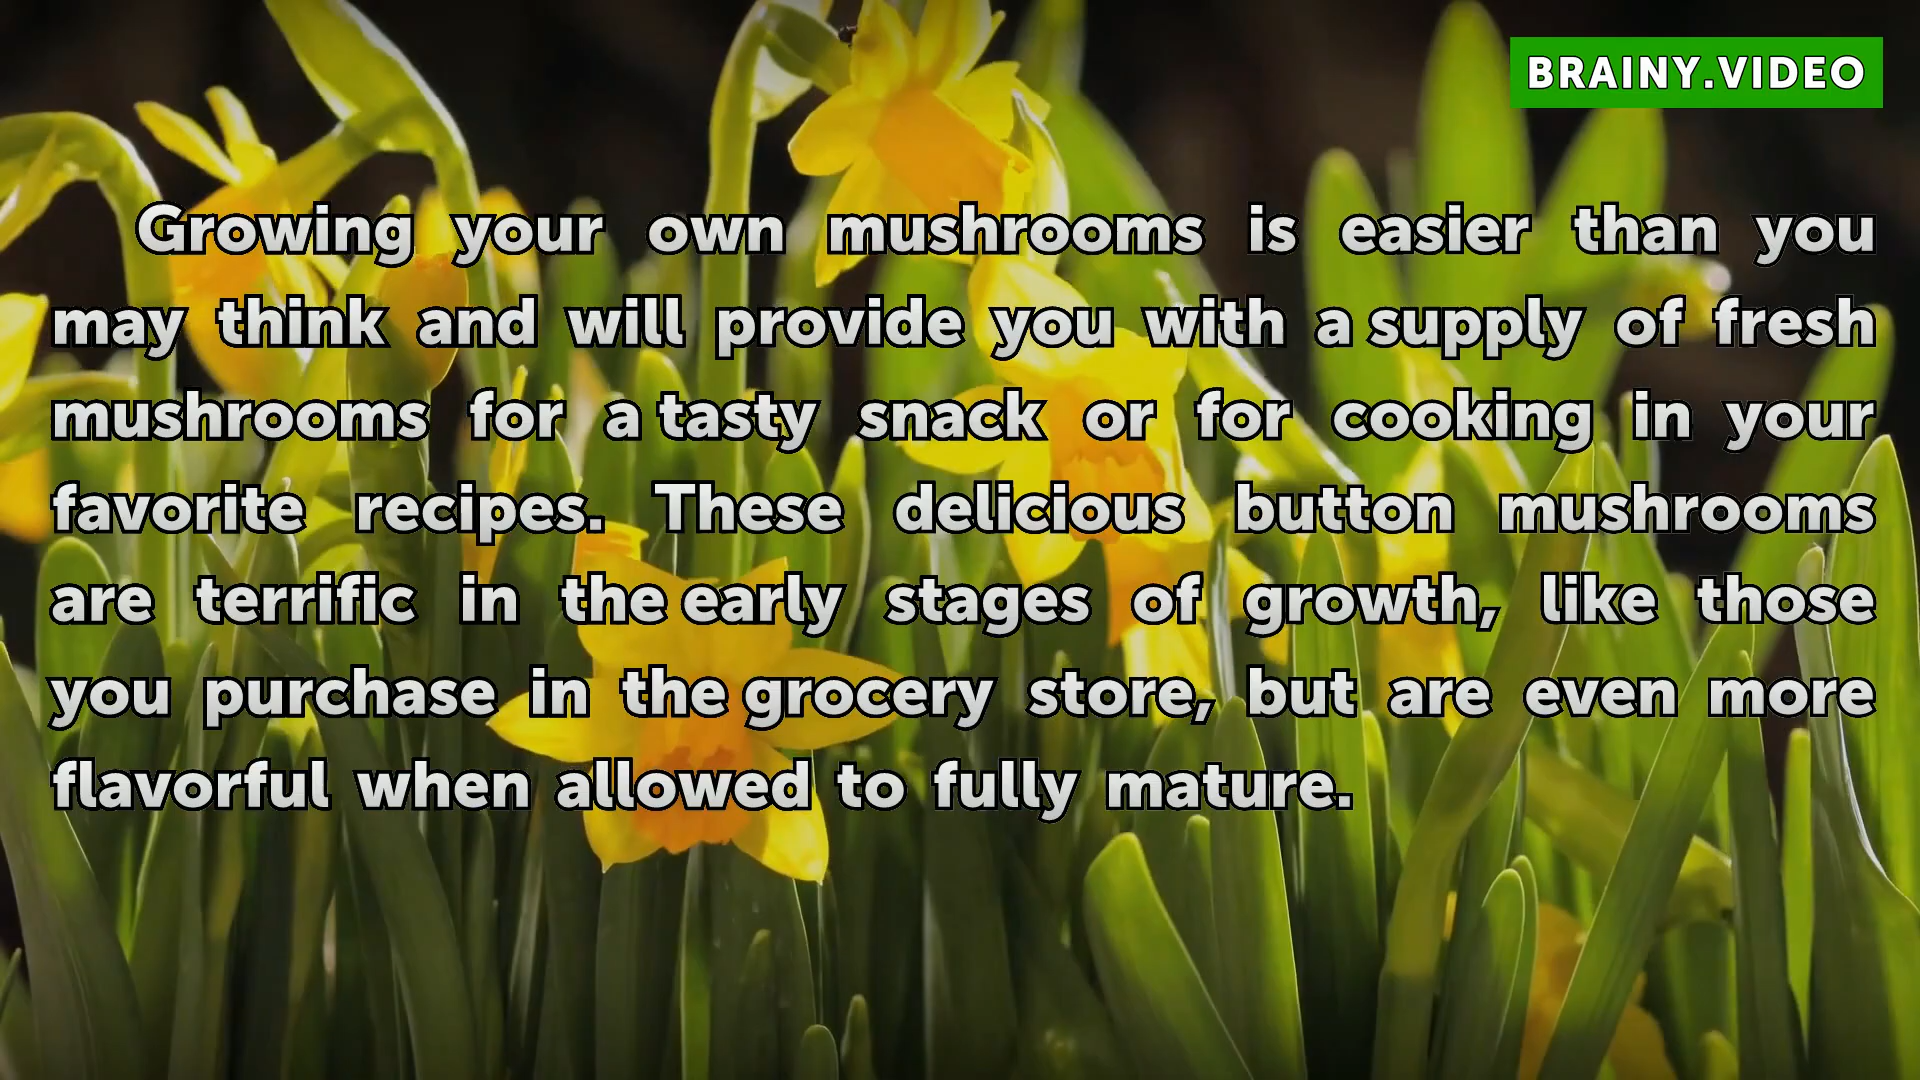 BRAINY.VIDEO
Growing your own mushrooms is easier than you
may think and will provide you with a supply of fresh
mushrooms for a tasty snack or for cooking in your
favorite recipes. These delicious button mushrooms
are terrific in the early stages of growth, like those
you purchase in the grocery store, but are even more
flavorful when allowed to fully mature.